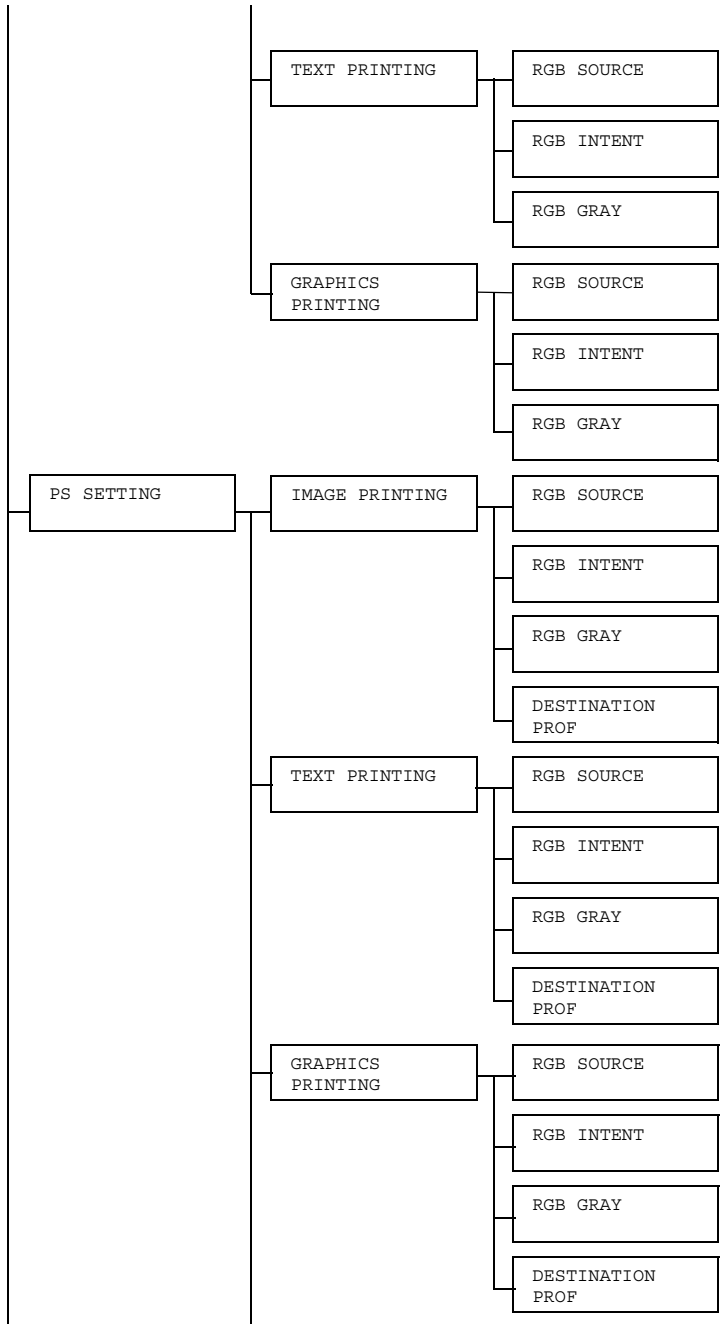 TEXT PRINTING
RGB SOURCE
RGB INTENT
RGB GRAY
GRAPHICS
PRINTING
RGB SOURCE
RGB INTENT
RGB GRAY
PS SETTING
IMAGE PRINTING
RGB SOURCE
RGB INTENT
RGB GRAY
DESTINATION
PROF
TEXT PRINTING
RGB SOURCE
RGB INTENT
RGB GRAY
DESTINATION
PROF
GRAPHICS
PRINTING
RGB SOURCE
RGB INTENT
RGB GRAY
DESTINATION
PROF